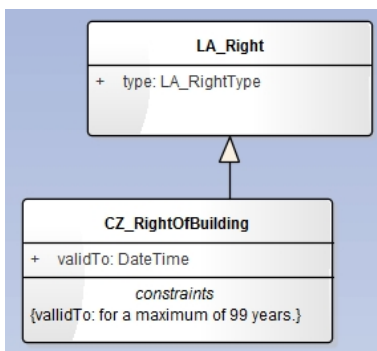 LA_Right
+ type: LA_RightType
CZ_RightOfBuilding
+ validTo: DateTime
constraints
{vallidTo: for a maximum of 99 years.}